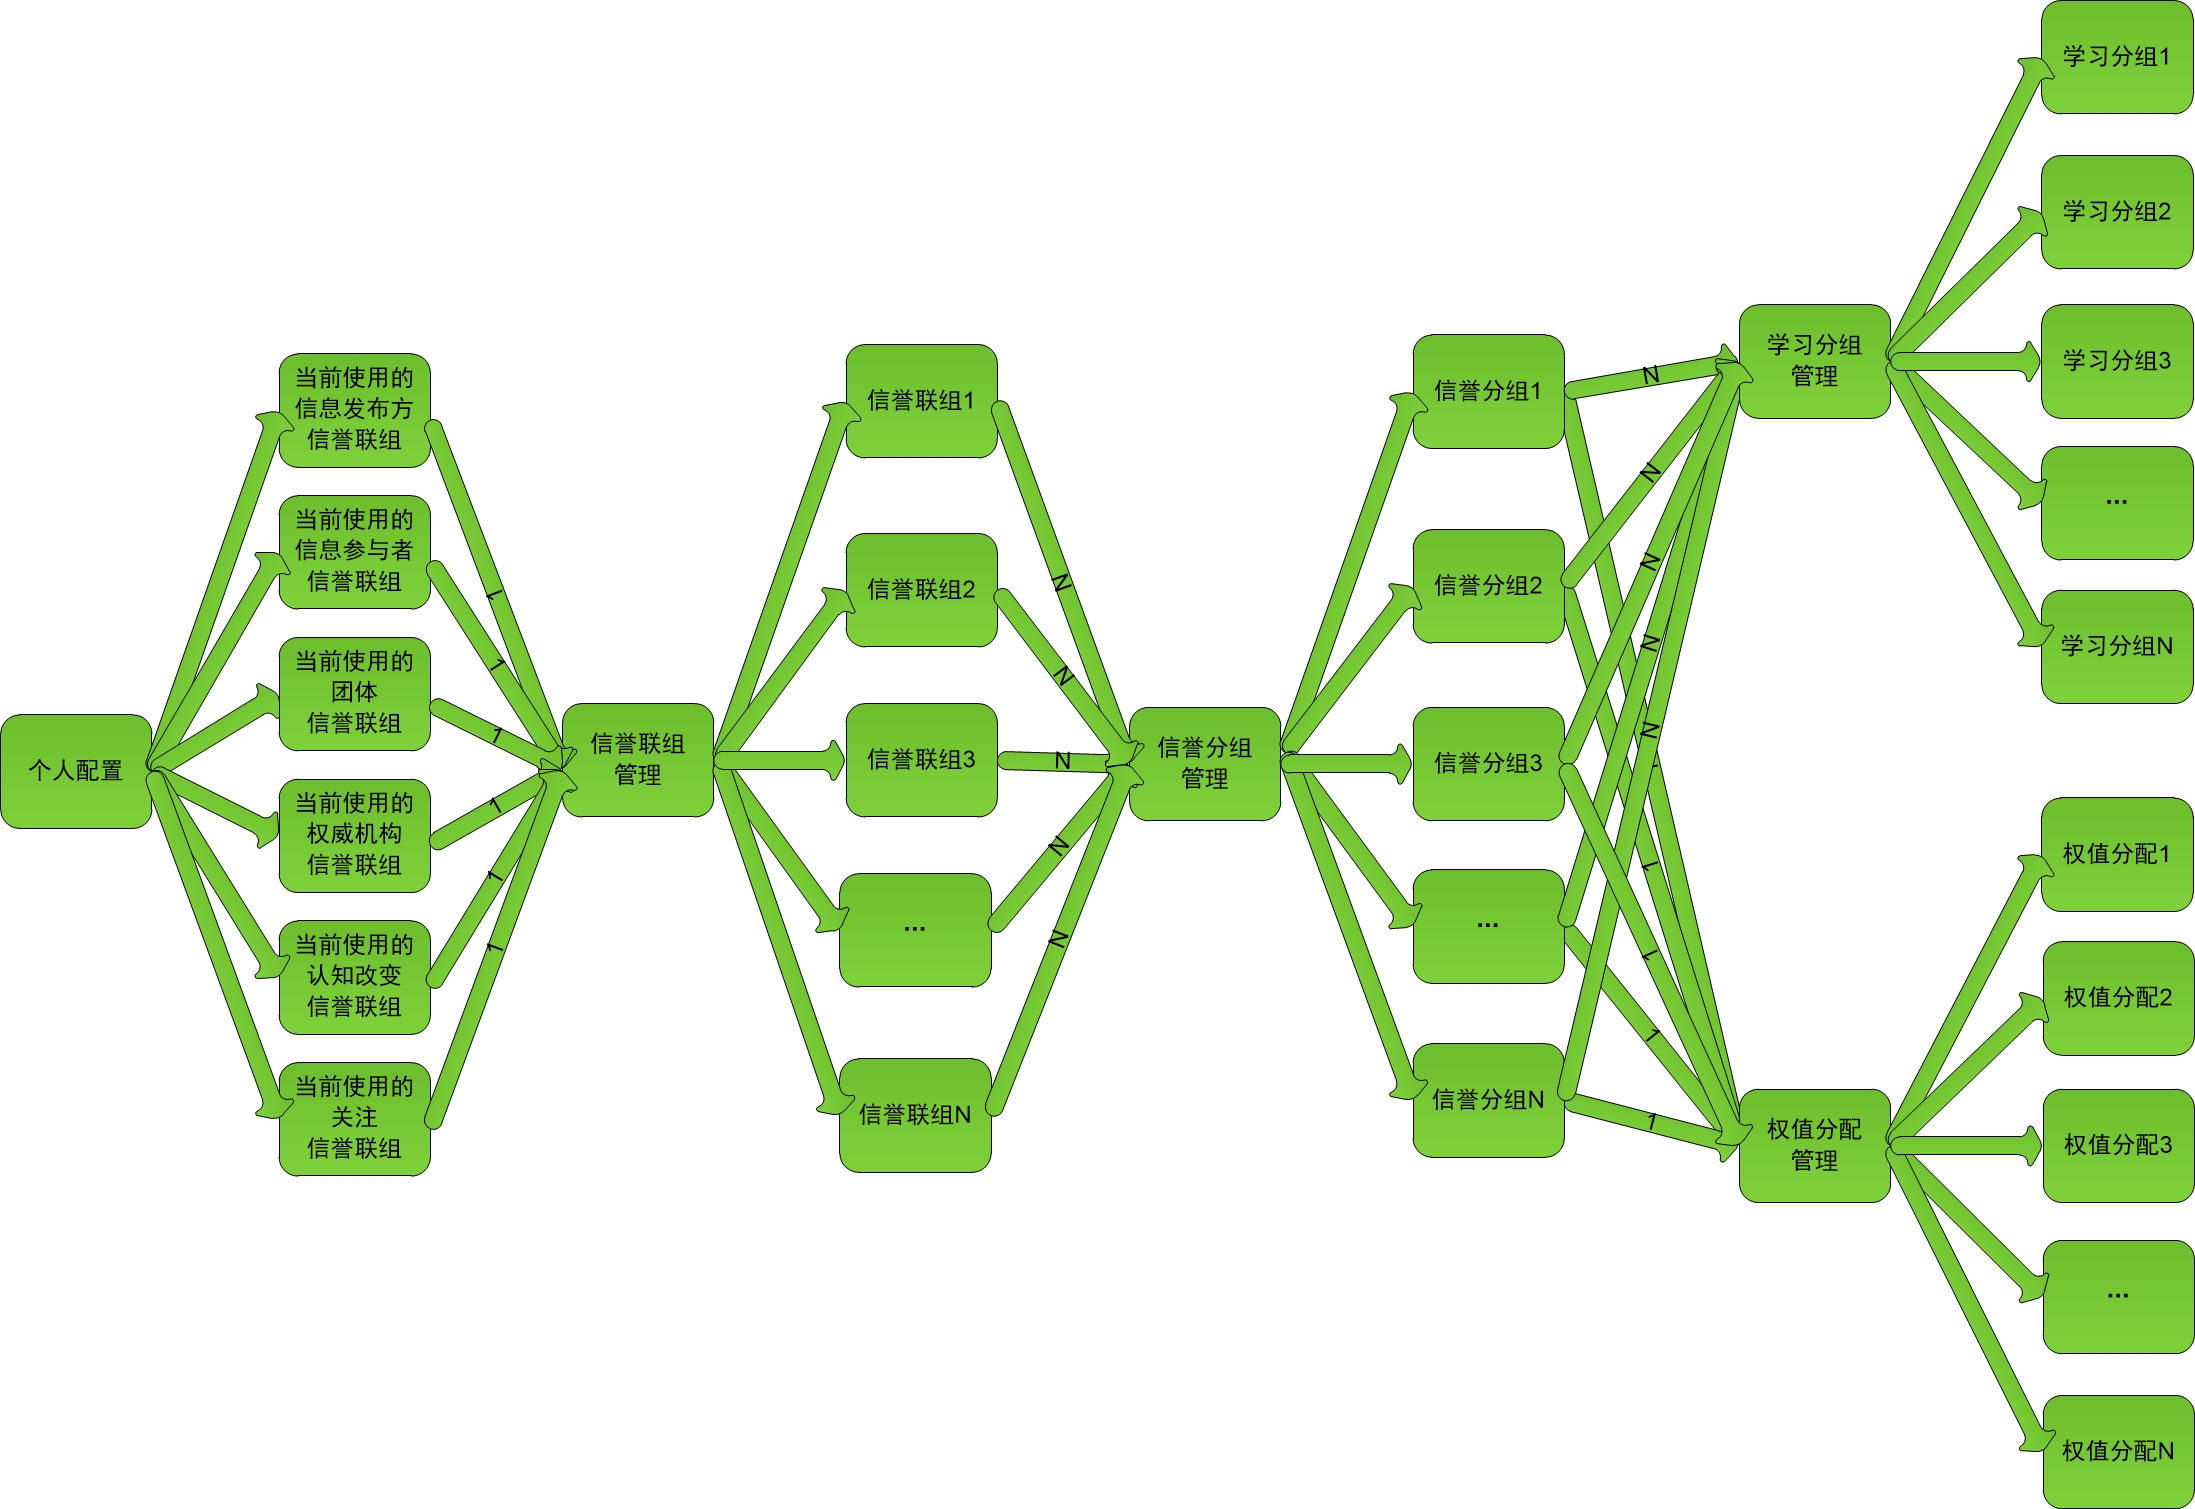 个人配置
当前使用的
信息发布方
信誉联组
当前使用的
信息参与者
信誉联组
当前使用的
团体
信誉联组
当前使用的
权威机构
信誉联组
当前使用的
认知改变
信誉联组
当前使用的
关注
信誉联组
1
1
1
1
1
1
信誉联组
管理
信誉联组1
信誉联组2
信誉联组3
...
信誉联组N
N
N
N
N
N
信誉分组
管理
信誉分组1
信誉分组2
信誉分组3
...
信誉分组N
N
N
N
N
N
1
1
1
1
学习分组
管理
权值分配
管理
学习分组1
学习分组2
学习分组3
...
学习分组N
权值分配1
权值分配2
权值分配3
...
权值分配N